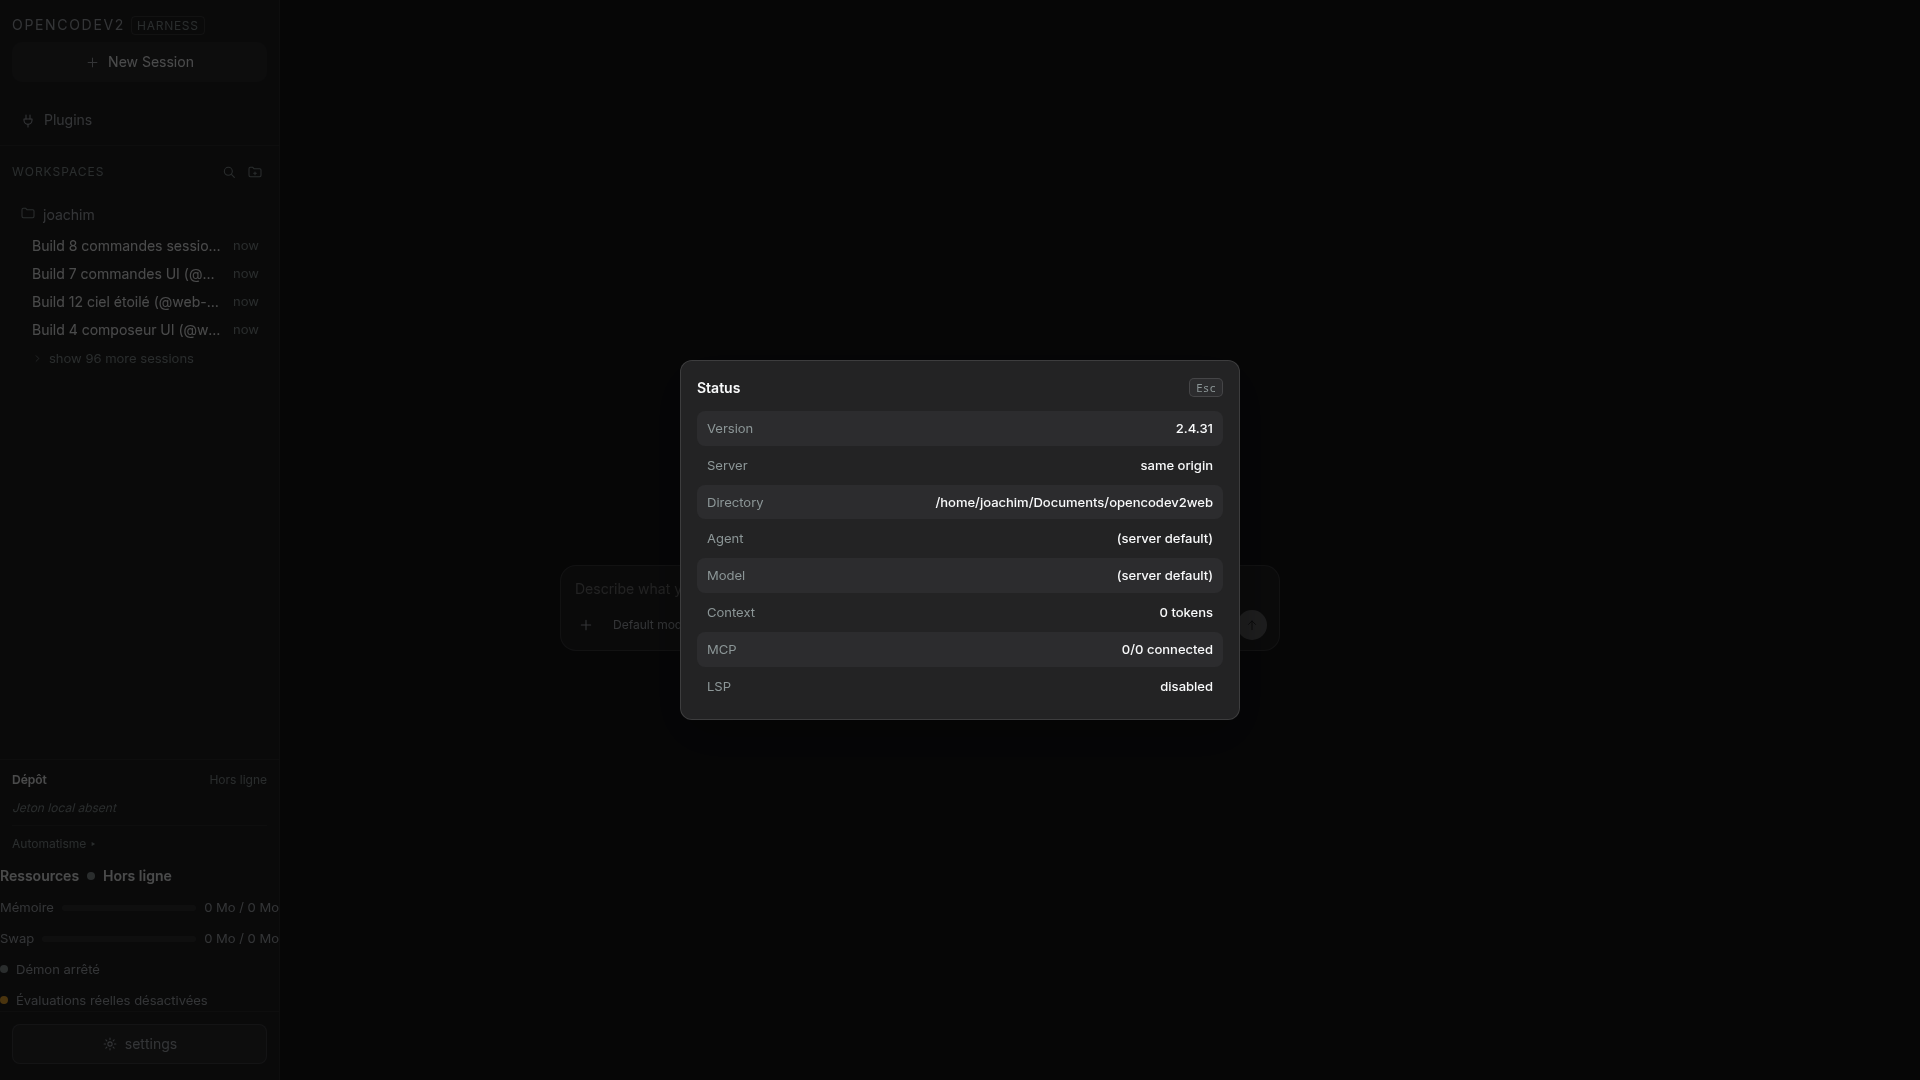 OPENCODEV2 HARNESS
New Session
Plugins
WORKSPACES
joachim
Build 8 commandes sessio... now
Build 7 commandes UI (@... now
Build 12 ciel étoilé (@web-... now
Build 4 composeur UI (@w... now
show 96 more sessions
Dépôt Hors ligne
Jeton local absent
Automatisme
Ressources Hors ligne
Mémoire 0 Mo / 0 Mo
Swap 0 Mo / 0 Mo
Démon arrêté
Évaluations réelles désactivées
settings
Describe what y
Default moc
Status Esc
Version 2.4.31
Server same origin
Directory /home/joachim/Documents/opencodev2web
Agent (server default)
Model (server default)
Context 0 tokens
MCP 0/0 connected
LSP disabled